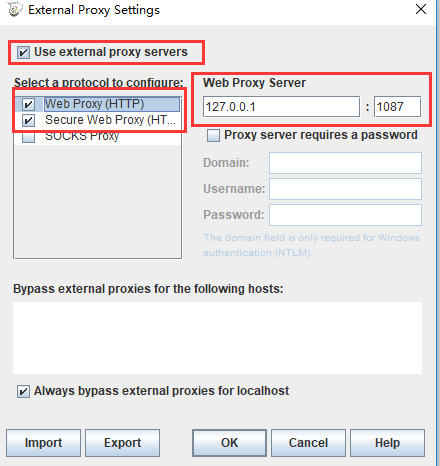 External Proxy Settings
Use external proxy servers
Select a protocol to configure:
Web Proxy (HTTP)
Secure Web Proxy (HT...
SOCKS Proxy
Web Proxy Server
127.0.0.1 : 1087
Proxy server requires a password
Domain:
Username:
Password:
The domain field is only required for Windows
authentication (NTLM).
Bypass external proxies for the following hosts:
Always bypass external proxies for localhost
Import Export OK Cancel Help